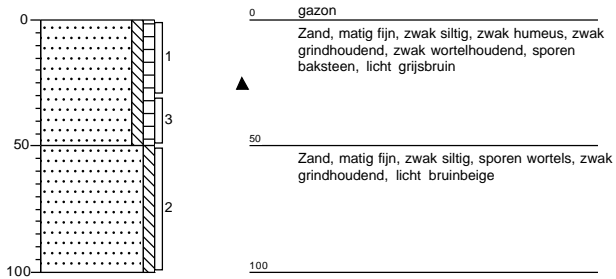 0
1
3
50
2
100
0 gazon
Zand, matig fijn, zwak siltig, zwak humeus, zwak
grindhoudend, zwak wortelhoudend, sporen
baksteen, licht grijsbruin
50
Zand, matig fijn, zwak siltig, sporen wortels, zwak
grindhoudend, licht bruinbeige
100